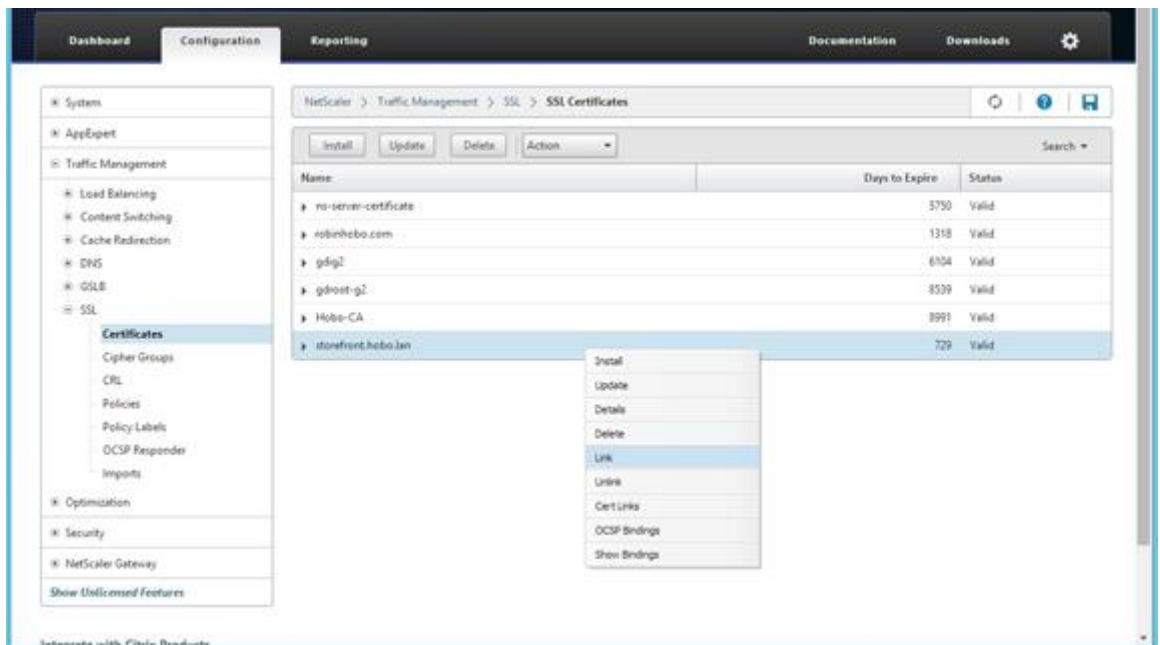 Dashboard Configuration Reporting Documentation Downloads
System
AppExpert
Traffic Management
Load Balancing
Content Switching
Cache Redirection
DNS
GSLB
SSL
Certificates
Cipher Groups
CRL
Policies
Policy Labels
OCSP Responder
Imports
Optimization
Security
NetScaler Gateway
Show Unlicensed Features
Integrate with Citrix Products
NetScaler > Traffic Management > SSL > SSL Certificates
Install Update Delete Action Search
Name Days to Expire Status
ns-server-certificate 5750 Valid
robinhobo.com 1318 Valid
gdig2 6104 Valid
gdroot-g2 8539 Valid
Hobo-CA 8991 Valid
storefront.hobo.lan 729 Valid
Install
Update
Details
Delete
Link
Unlink
Cert Links
OCSP Bindings
Show Bindings